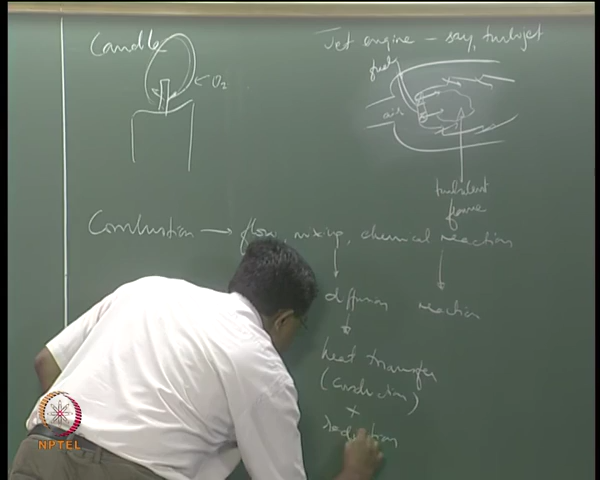 Candle
O₂
Jet engine – say, turbojet
fuel
air
turbulent
flame
Combustion → flow, mixing, chemical reaction
diffusion
reaction
heat transfer
(conduction)
+
radiation
NPTEL